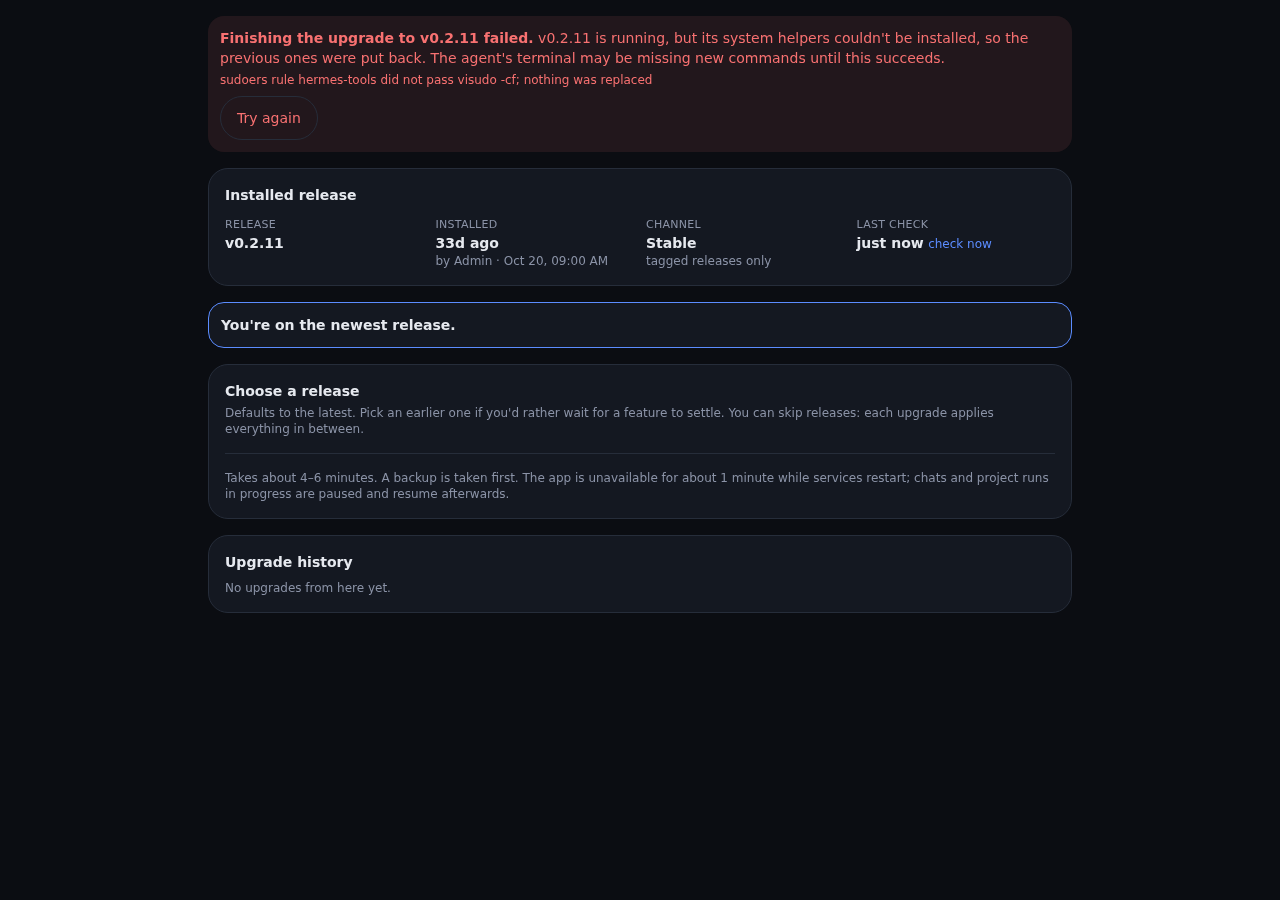 Finishing the upgrade to v0.2.11 failed. v0.2.11 is running, but its system helpers couldn't be installed, so the
previous ones were put back. The agent's terminal may be missing new commands until this succeeds.
sudoers rule hermes-tools did not pass visudo -cf; nothing was replaced
Try again
Installed release
RELEASE
v0.2.11
INSTALLED
33d ago
by Admin · Oct 20, 09:00 AM
CHANNEL
Stable
tagged releases only
LAST CHECK
just now check now
You're on the newest release.
Choose a release
Defaults to the latest. Pick an earlier one if you'd rather wait for a feature to settle. You can skip releases: each upgrade applies
everything in between.
Takes about 4–6 minutes. A backup is taken first. The app is unavailable for about 1 minute while services restart; chats and project runs
in progress are paused and resume afterwards.
Upgrade history
No upgrades from here yet.